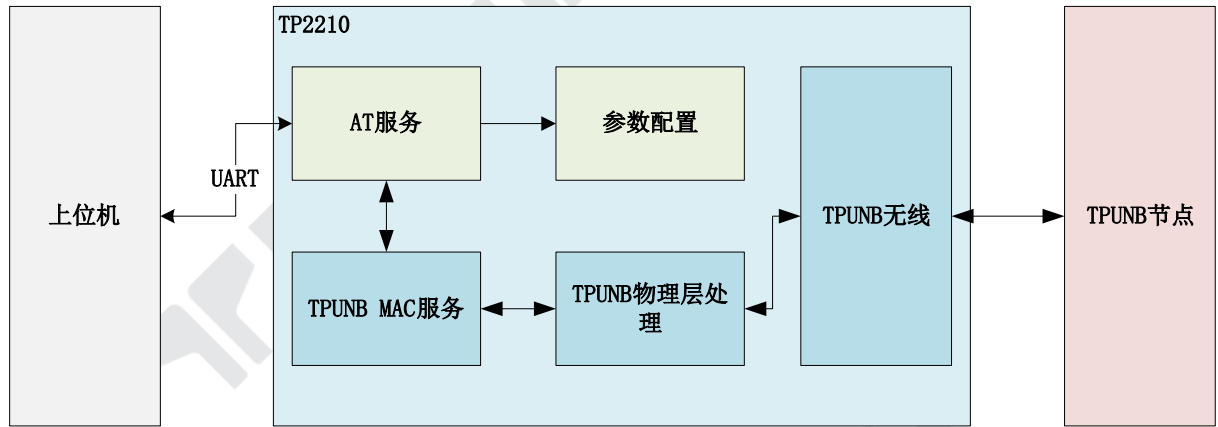 TP2210
AT服务
参数配置
UART
上位机
TPUNB无线
TPUNB节点
TPUNB MAC服务
TPUNB物理层处
理